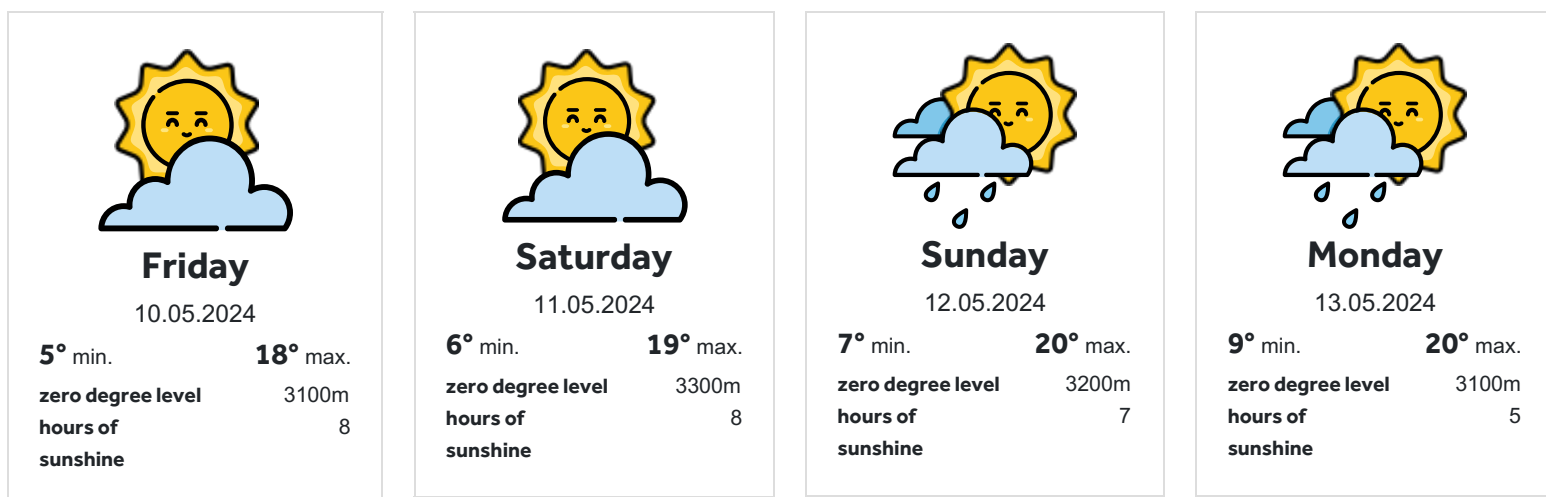 Friday
10.05.2024
5° min. 18° max.
zero degree level 3100m
hours of 8
sunshine
Saturday
11.05.2024
6° min. 19° max.
zero degree level 3300m
hours of 8
sunshine
Sunday
12.05.2024
7° min. 20° max.
zero degree level 3200m
hours of 7
sunshine
Monday
13.05.2024
9° min. 20° max.
zero degree level 3100m
hours of 5
sunshine